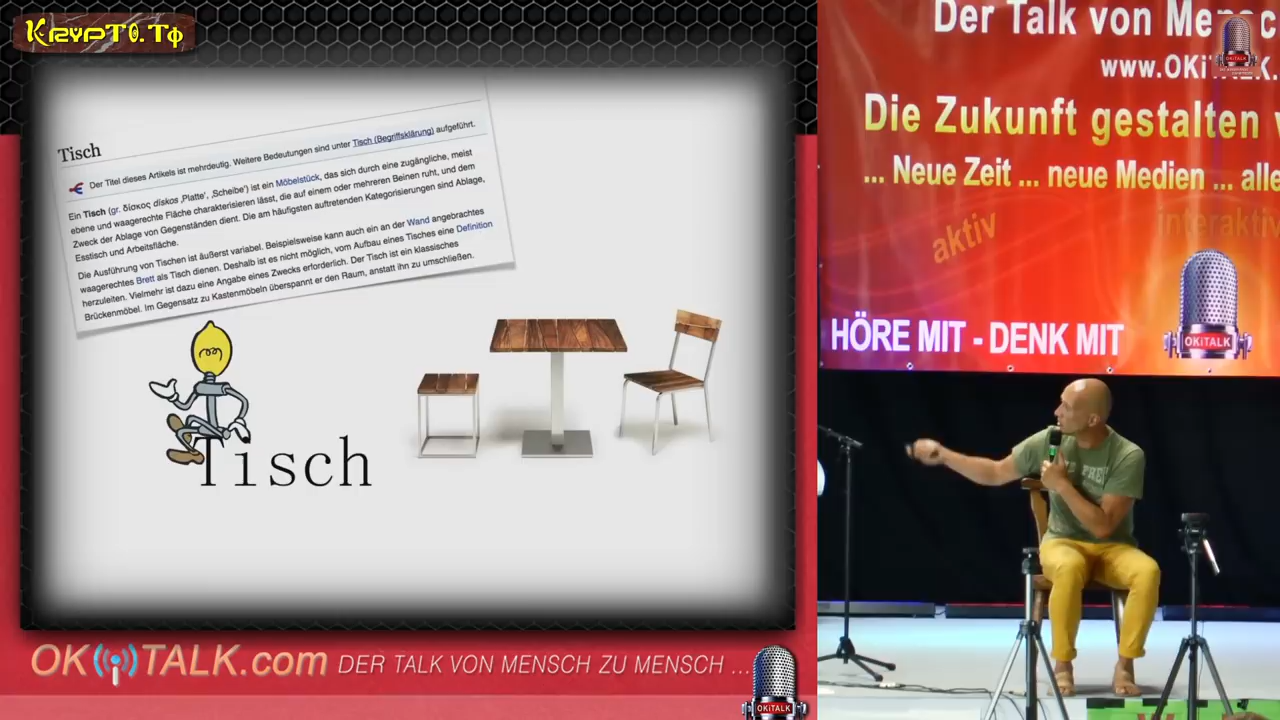 KrypT0.To
Tisch
Der Titel dieses Artikels ist mehrdeutig. Weitere Bedeutungen sind unter Tisch (Begriffsklärung) aufgeführt.
Ein Tisch (gr. δίσκος diskos ‚Platte‘, ‚Scheibe‘) ist ein Möbelstück, das sich durch eine zugängliche, meist
ebene und waagerechte Fläche charakterisieren lässt, die auf einem oder mehreren Beinen ruht, und dem
Zweck der Ablage von Gegenständen dient. Die am häufigsten auftretenden Kategorisierungen sind Ablage,
Esstisch und Arbeitsfläche.
Die Ausführung von Tischen ist äußerst variabel. Beispielsweise kann auch ein an der Wand angebrachtes
waagerechtes Brett als Tisch dienen. Deshalb ist es nicht möglich, vom Aufbau eines Tisches eine Definition
herzuleiten. Vielmehr ist dazu eine Angabe eines Zwecks erforderlich. Der Tisch ist ein klassisches
Brückenmöbel. Im Gegensatz zu Kastenmöbeln überspannt er den Raum, anstatt ihn zu umschließen.
Tisch
OK TALK.com DER TALK VON MENSCH ZU MENSCH ...
OKiTALK
Der Talk von Mensc
www.OKiTALK.
Die Zukunft gestalten
... Neue Zeit ... neue Medien ... alle
aktiv
interaktiv
HÖRE MIT - DENK MIT
OKiTALK